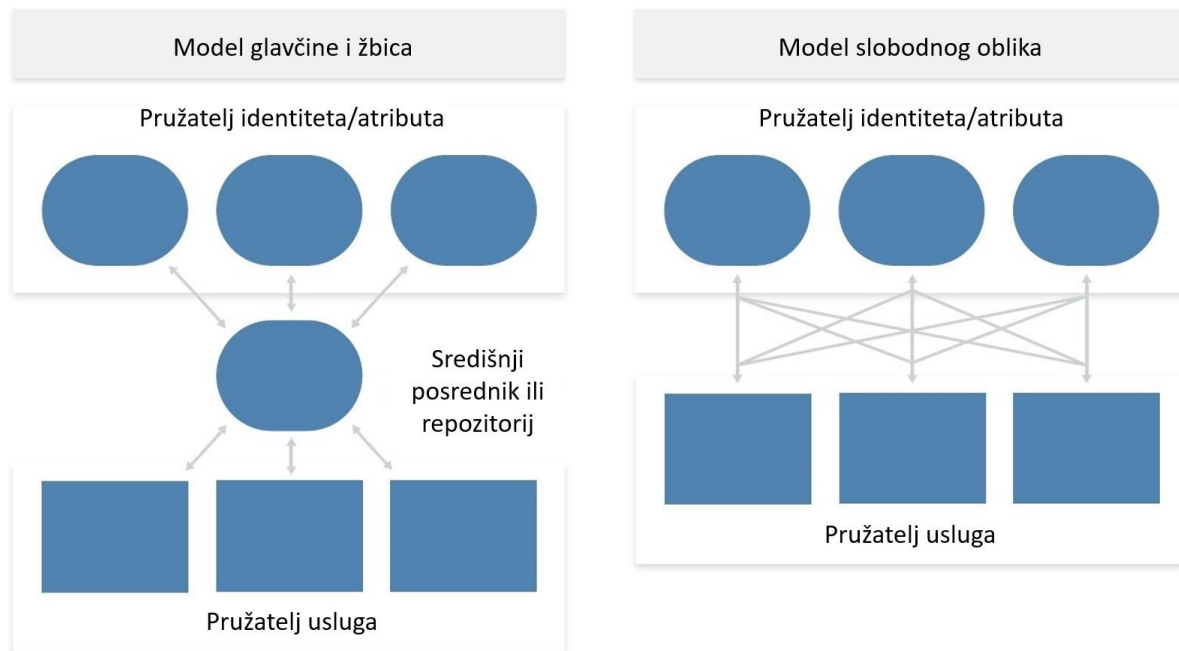 Model glavčine i žbica
Pružatelj identiteta/atributa
Središnji
posrednik ili
repozitorij
Pružatelj usluga
Model slobodnog oblika
Pružatelj identiteta/atributa
Pružatelj usluga